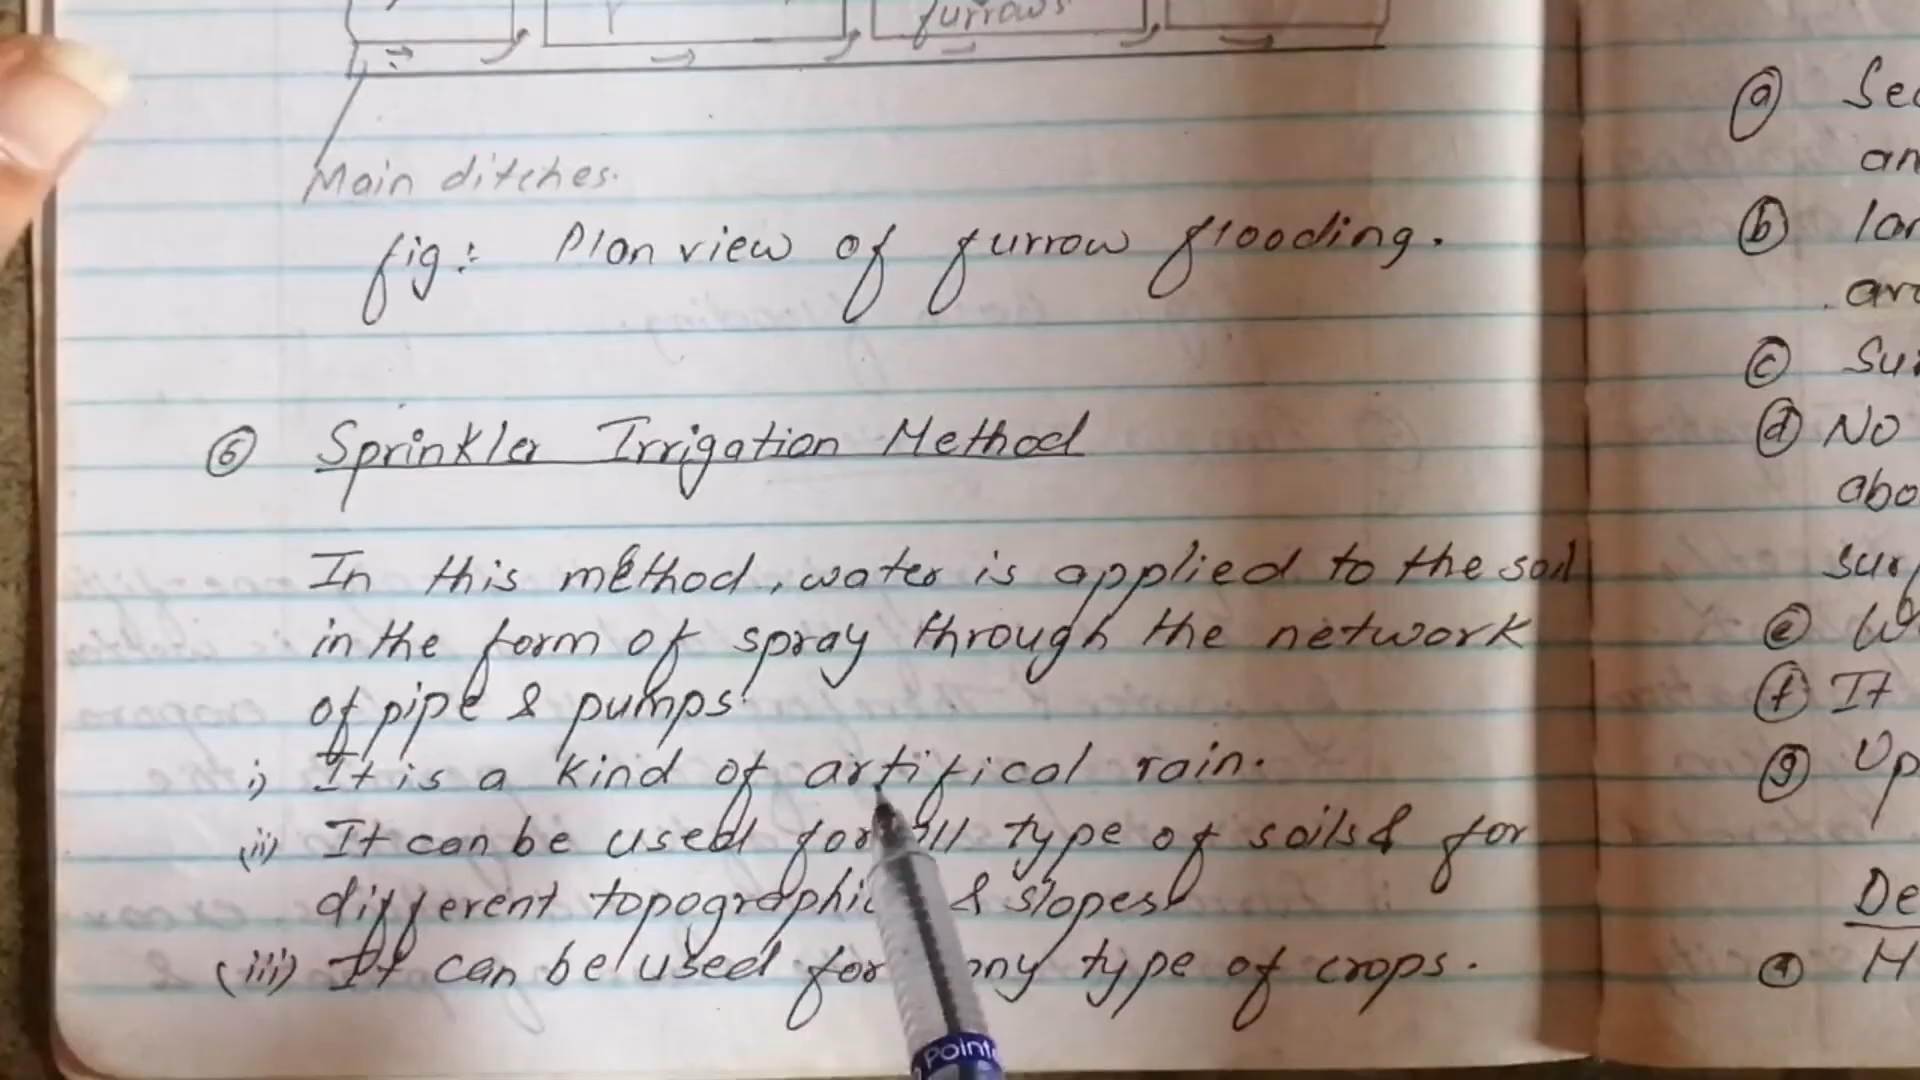 furrows
Main ditches.
fig:- Plan view of furrow flooding.
⑥ Sprinkler Irrigation Method
In this method, water is applied to the soil
in the form of spray through the network
of pipe & pumps.
i) It is a kind of artifical rain.
(ii) It can be used for all type of soils & for
different topographic & slopes
(iii) It can be used for any type of crops.
Point
ⓐ
ⓑ
ⓒ
ⓓ No
ⓔ
ⓕ It
ⓖ Up
De
ⓐ H